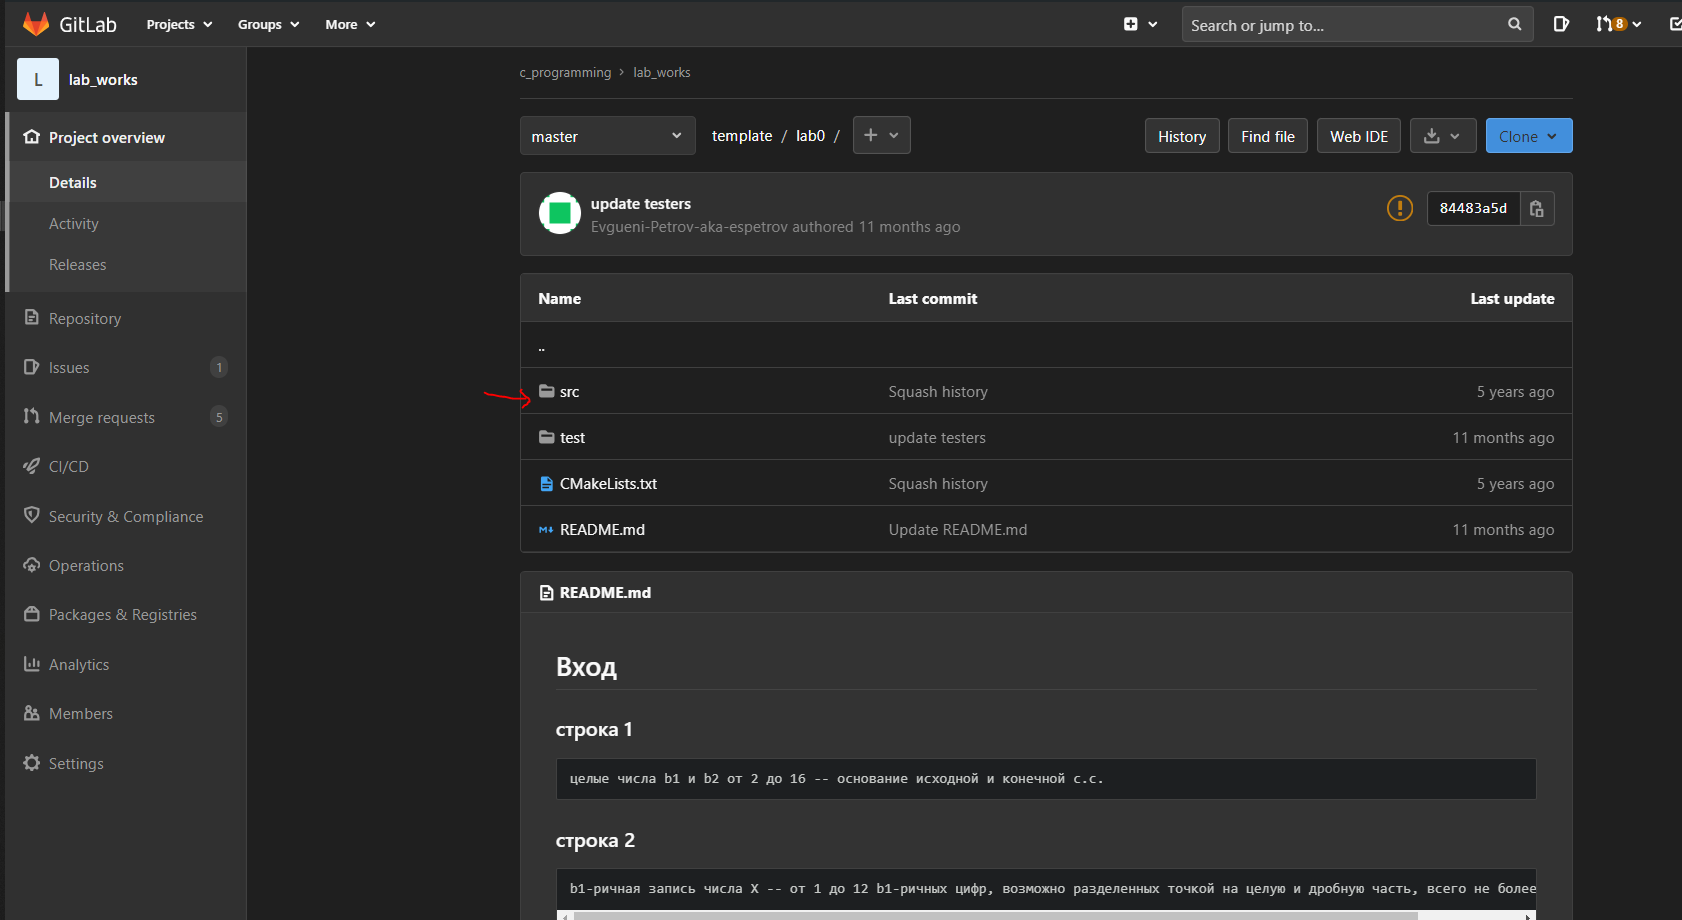 GitLab Projects Groups More Search or jump to... 8
L lab_works
Project overview
Details
Activity
Releases
Repository
Issues 1
Merge requests 5
CI/CD
Security & Compliance
Operations
Packages & Registries
Analytics
Members
Settings
c_programming › lab_works
master template / lab0 / + History Find file Web IDE Clone
update testers
Evgueni-Petrov-aka-espetrov authored 11 months ago
84483a5d
Name Last commit Last update
..
src Squash history 5 years ago
test update testers 11 months ago
CMakeLists.txt Squash history 5 years ago
README.md Update README.md 11 months ago
README.md
Вход
строка 1
целые числа b1 и b2 от 2 до 16 -- основание исходной и конечной с.с.
строка 2
b1-ричная запись числа X -- от 1 до 12 b1-ричных цифр, возможно разделенных точкой на целую и дробную часть, всего не более